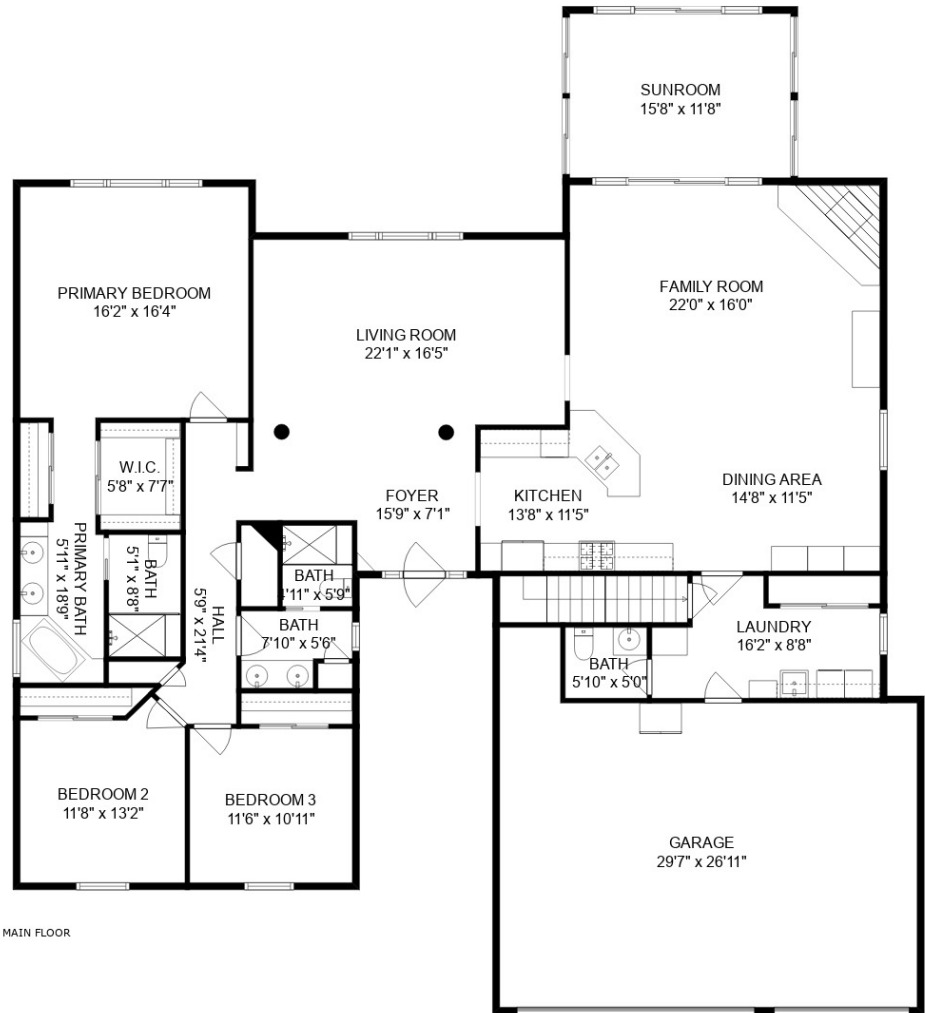 SUNROOM
15'8" x 11'8"
PRIMARY BEDROOM
16'2" x 16'4"
FAMILY ROOM
22'0" x 16'0"
LIVING ROOM
22'1" x 16'5"
W.I.C.
5'8" x 7'7"
FOYER
15'9" x 7'1"
KITCHEN
13'8" x 11'5"
DINING AREA
14'8" x 11'5"
PRIMARY BATH
5'11" x 18'9"
BATH
5'1" x 8'8"
HALL
5'9" x 21'4"
BATH
4'11" x 5'9"
BATH
7'10" x 5'6"
LAUNDRY
16'2" x 8'8"
BATH
5'10" x 5'0"
BEDROOM 2
11'8" x 13'2"
BEDROOM 3
11'6" x 10'11"
GARAGE
29'7" x 26'11"
MAIN FLOOR